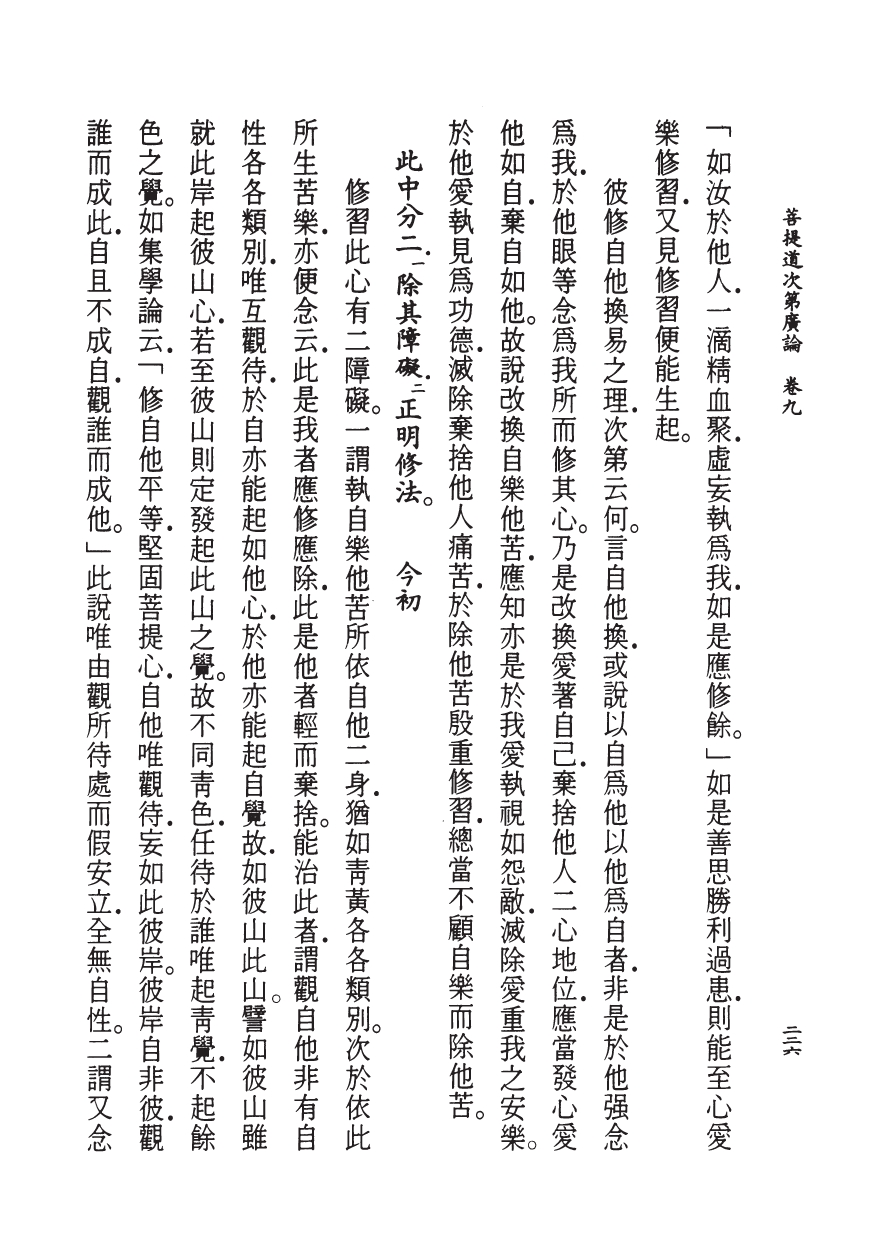 菩提道次第廣論　卷九
二三六
「如汝於他人．一滴精血聚．虛妄執為我．如是應修餘。」如是善思勝利過患．則能至心愛
樂修習．又見修習便能生起。
彼修自他換易之理．次第云何。言自他換．或說以自為他以他為自者．非是於他强念
為我．於他眼等念為我所而修其心。乃是改換愛著自己．棄捨他人二心地位．應當發心愛
他如自．棄自如他。故說改換自樂他苦．應知亦是於我愛執視如怨敵．滅除愛重我之安樂。
於他愛執見為功德．滅除棄捨他人痛苦．於除他苦殷重修習．總當不顧自樂而除他苦。
此中分二．一除其障礙．二正明修法。　今初
修習此心有二障礙。一謂執自樂他苦所依自他二身．猶如靑黃各各類別。次於依此
所生苦樂．亦便念云．此是我者應修應除．此是他者輕而棄捨。能治此者．謂觀自他非有自
性各各類別．唯互觀待．於自亦能起如他心．於他亦能起自覺故．如彼山此山。譬如彼山雖
就此岸起彼山心．若至彼山則定發起此山之覺。故不同靑色．任待於誰唯起靑覺．不起餘
色之覺。如集學論云．「修自他平等．堅固菩提心．自他唯觀待．妄如此彼岸。彼岸自非彼．觀
誰而成此．自且不成自．觀誰而成他。」此說唯由觀所待處而假安立．全無自性。二謂又念